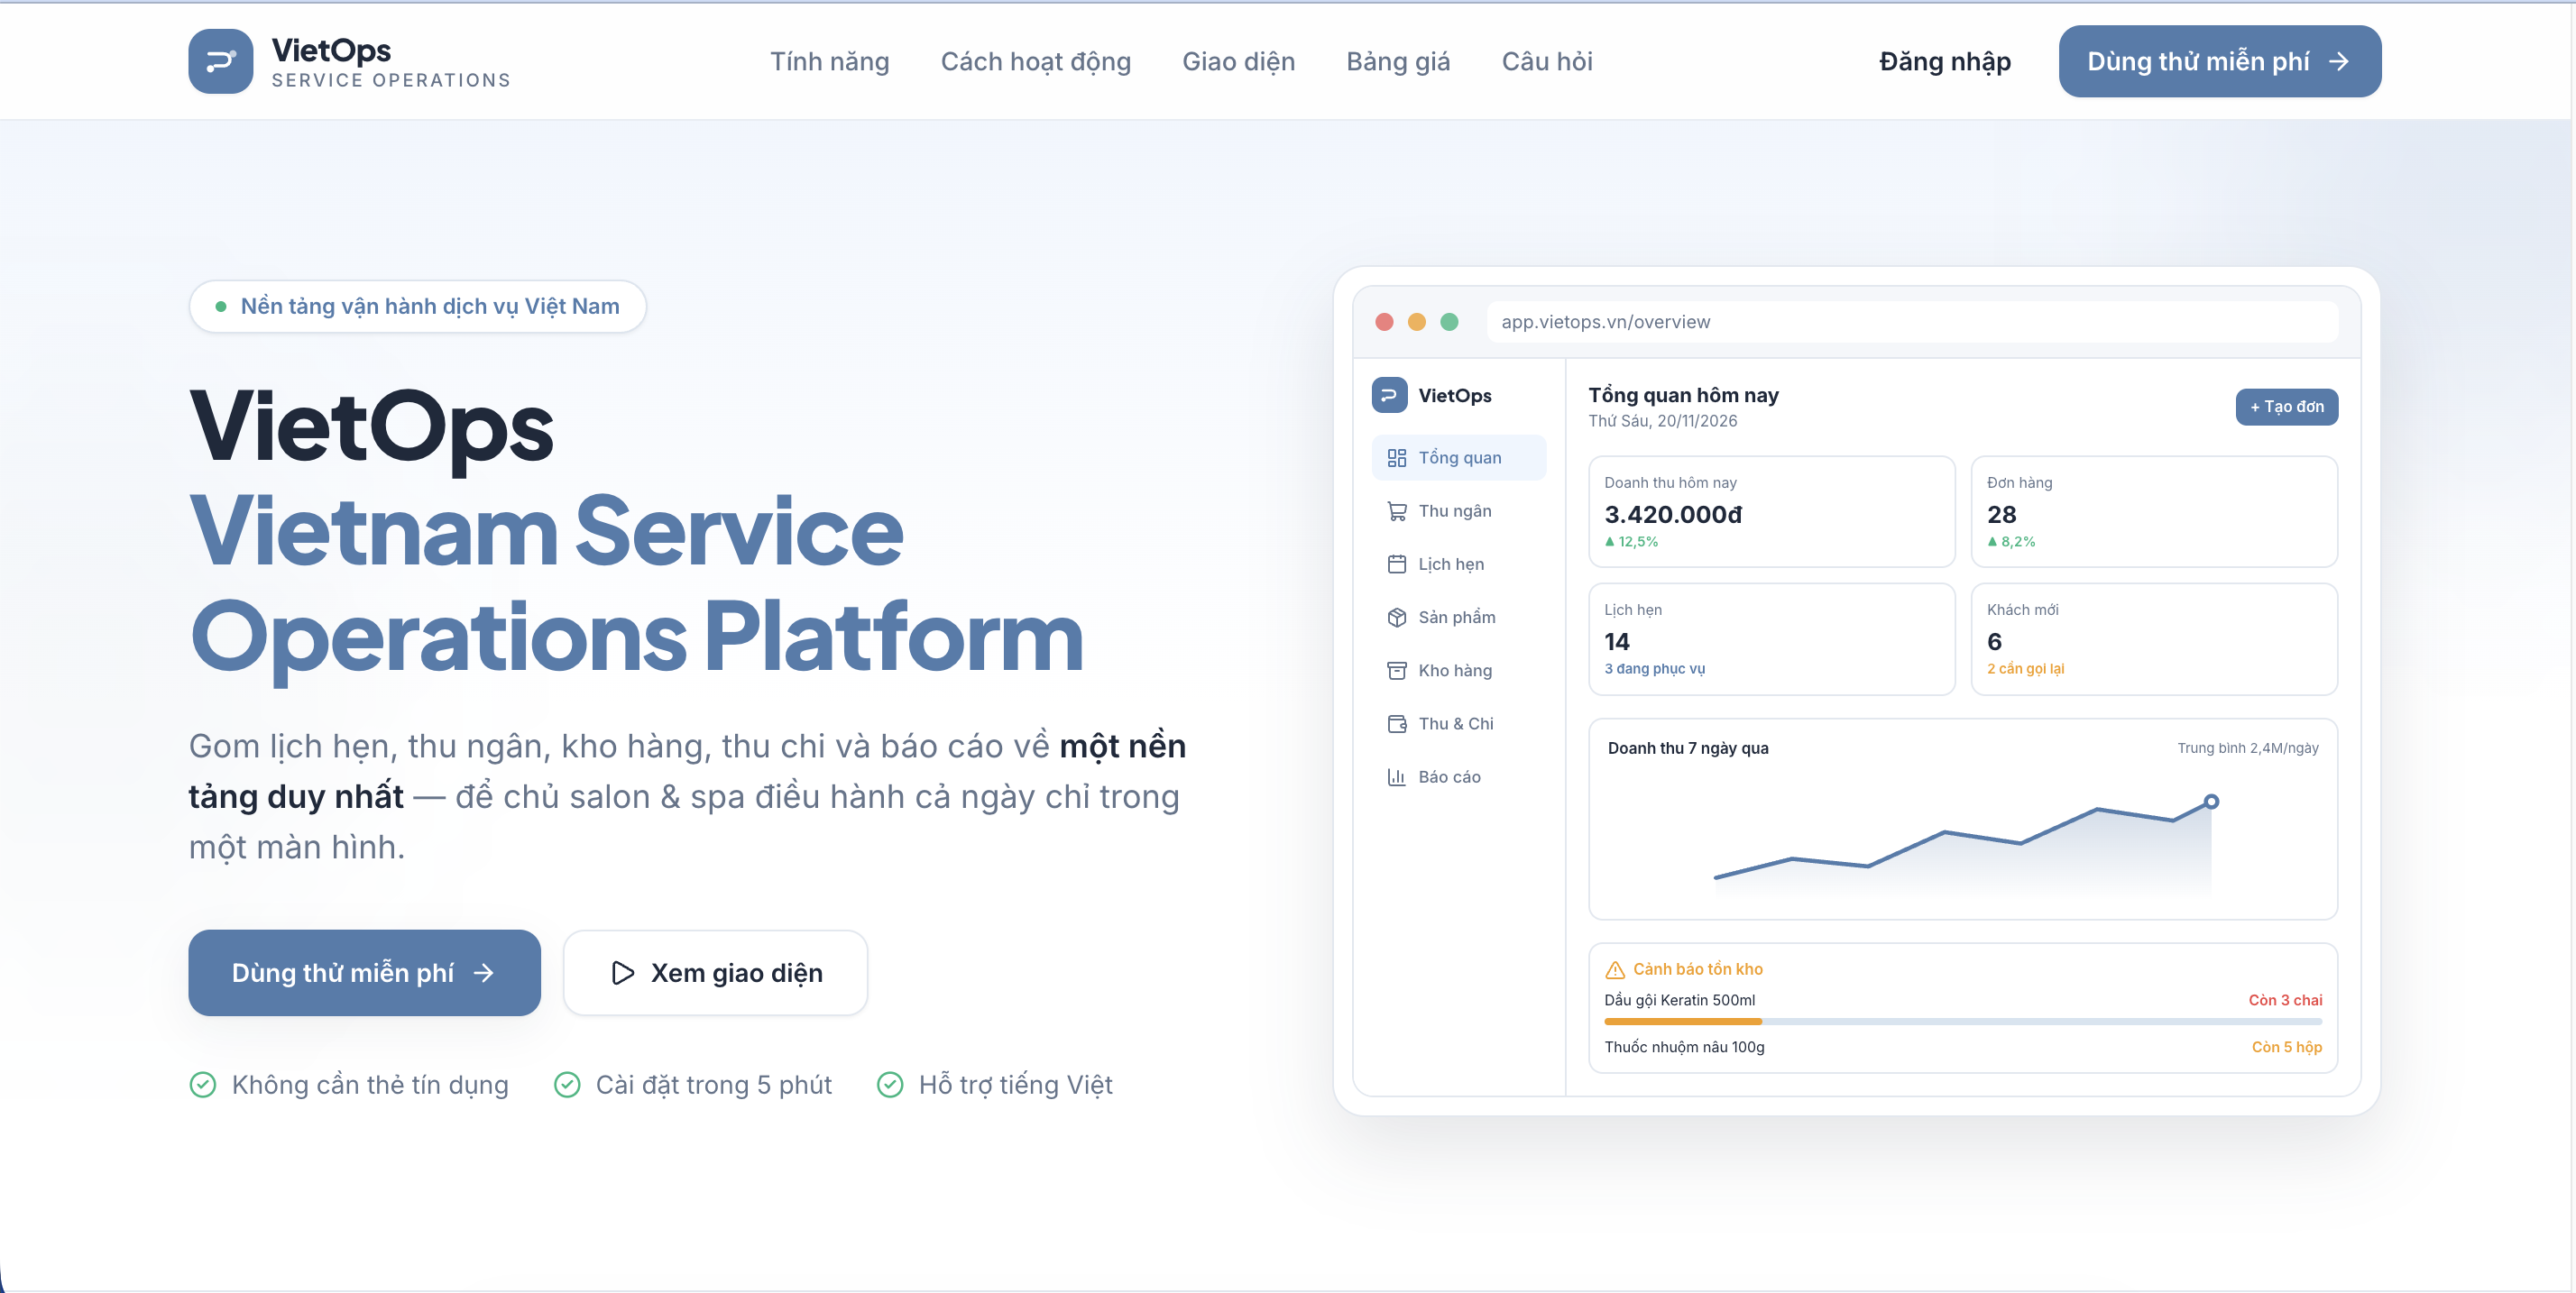 VietOps
SERVICE OPERATIONS
Tính năng
Cách hoạt động
Giao diện
Bảng giá
Câu hỏi
Đăng nhập
Dùng thử miễn phí
Nền tảng vận hành dịch vụ Việt Nam
VietOps
Vietnam Service
Operations Platform
Gom lịch hẹn, thu ngân, kho hàng, thu chi và báo cáo về một nền
tảng duy nhất — để chủ salon & spa điều hành cả ngày chỉ trong
một màn hình.
Dùng thử miễn phí
Xem giao diện
Không cần thẻ tín dụng
Cài đặt trong 5 phút
Hỗ trợ tiếng Việt
app.vietops.vn/overview
VietOps
Tổng quan
Thu ngân
Lịch hẹn
Sản phẩm
Kho hàng
Thu & Chi
Báo cáo
Tổng quan hôm nay
Thứ Sáu, 20/11/2026
+ Tạo đơn
Doanh thu hôm nay
3.420.000đ
▲ 12,5%
Đơn hàng
28
▲ 8,2%
Lịch hẹn
14
3 đang phục vụ
Khách mới
6
2 cần gọi lại
Doanh thu 7 ngày qua
Trung bình 2,4M/ngày
Cảnh báo tồn kho
Dầu gội Keratin 500ml
Còn 3 chai
Thuốc nhuộm nâu 100g
Còn 5 hộp